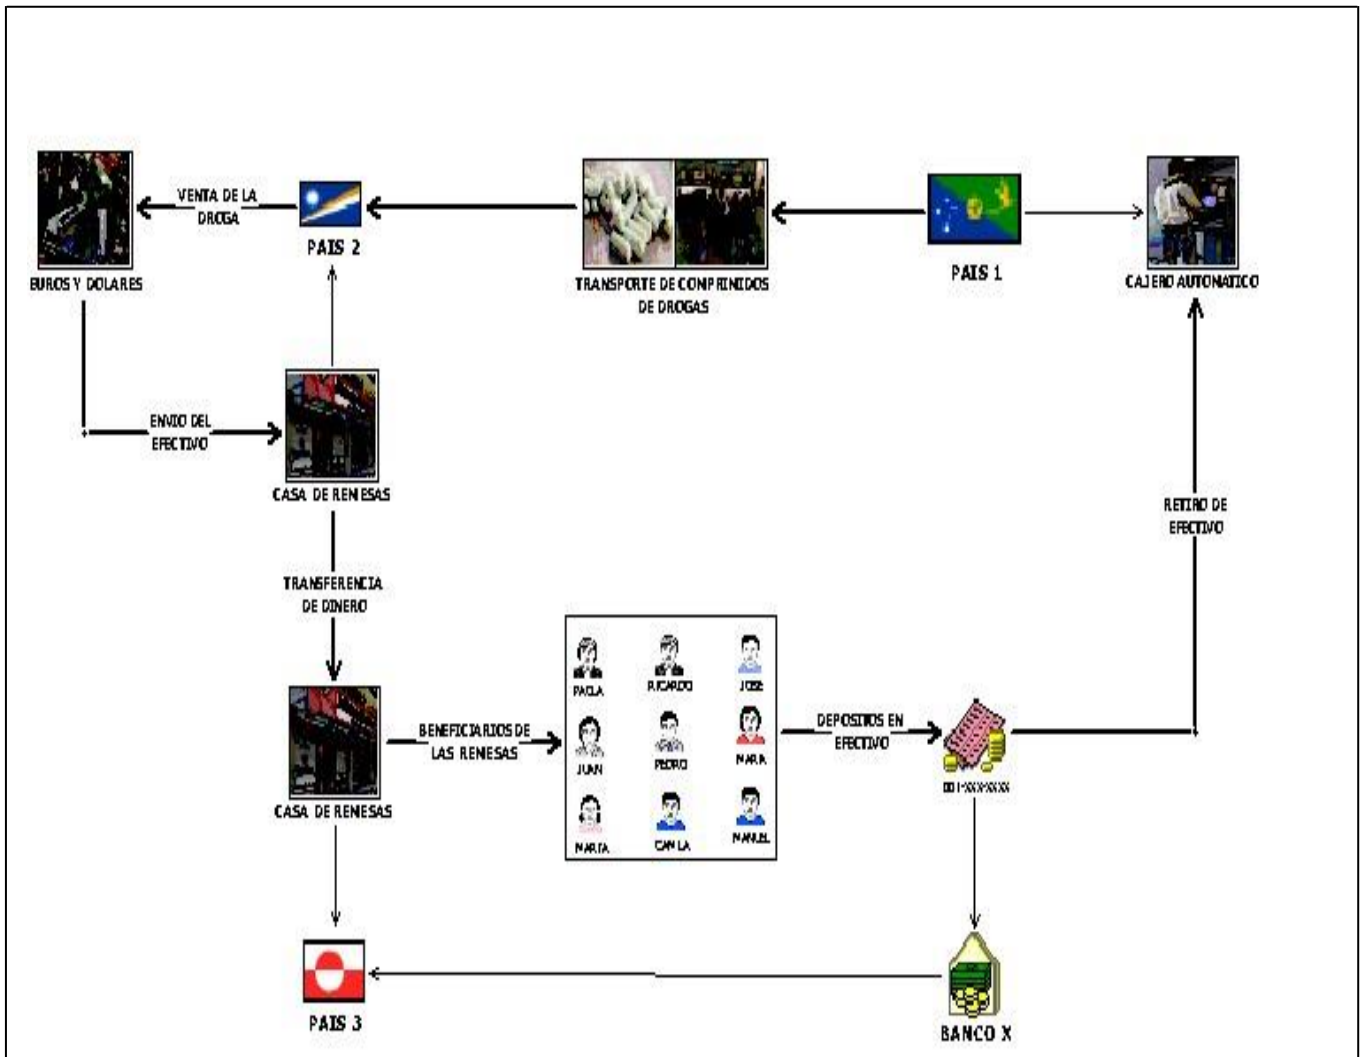 VENTA DE LA
DROGA
PAIS 2
EUROS Y DOLARES
TRANSPORTE DE COMPRIMIDOS
DE DROGAS
PAIS 1
CAJERO AUTOMATICO
ENVIO DEL
EFECTIVO
CASA DE REMESAS
RETIRO DE
EFECTIVO
TRANSFERENCIA
DE DINERO
PAOLA
RICARDO
JOSE
BENEFICIARIOS DE
LAS REMESAS
DEPOSITOS EN
EFECTIVO
JUAN
PEDRO
MARIA
CASA DE REMESAS
MARTA
CAMILA
MANUEL
PAIS 3
BANCO X